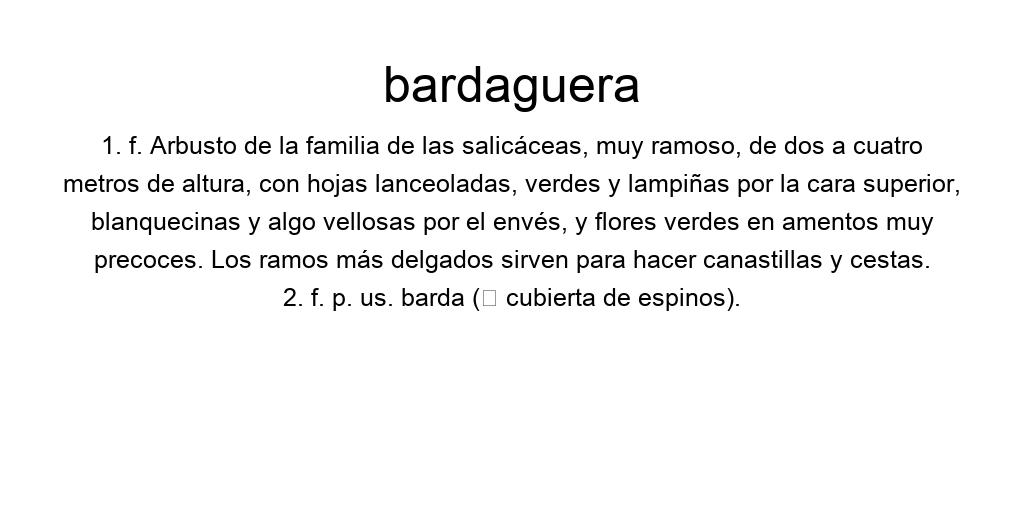 bardaguera
1. f. Arbusto de la familia de las salicáceas, muy ramoso, de dos a cuatro
metros de altura, con hojas lanceoladas, verdes y lampiñas por la cara superior,
blanquecinas y algo vellosas por el envés, y flores verdes en amentos muy
precoces. Los ramos más delgados sirven para hacer canastillas y cestas.
2. f. p. us. barda (□ cubierta de espinos).